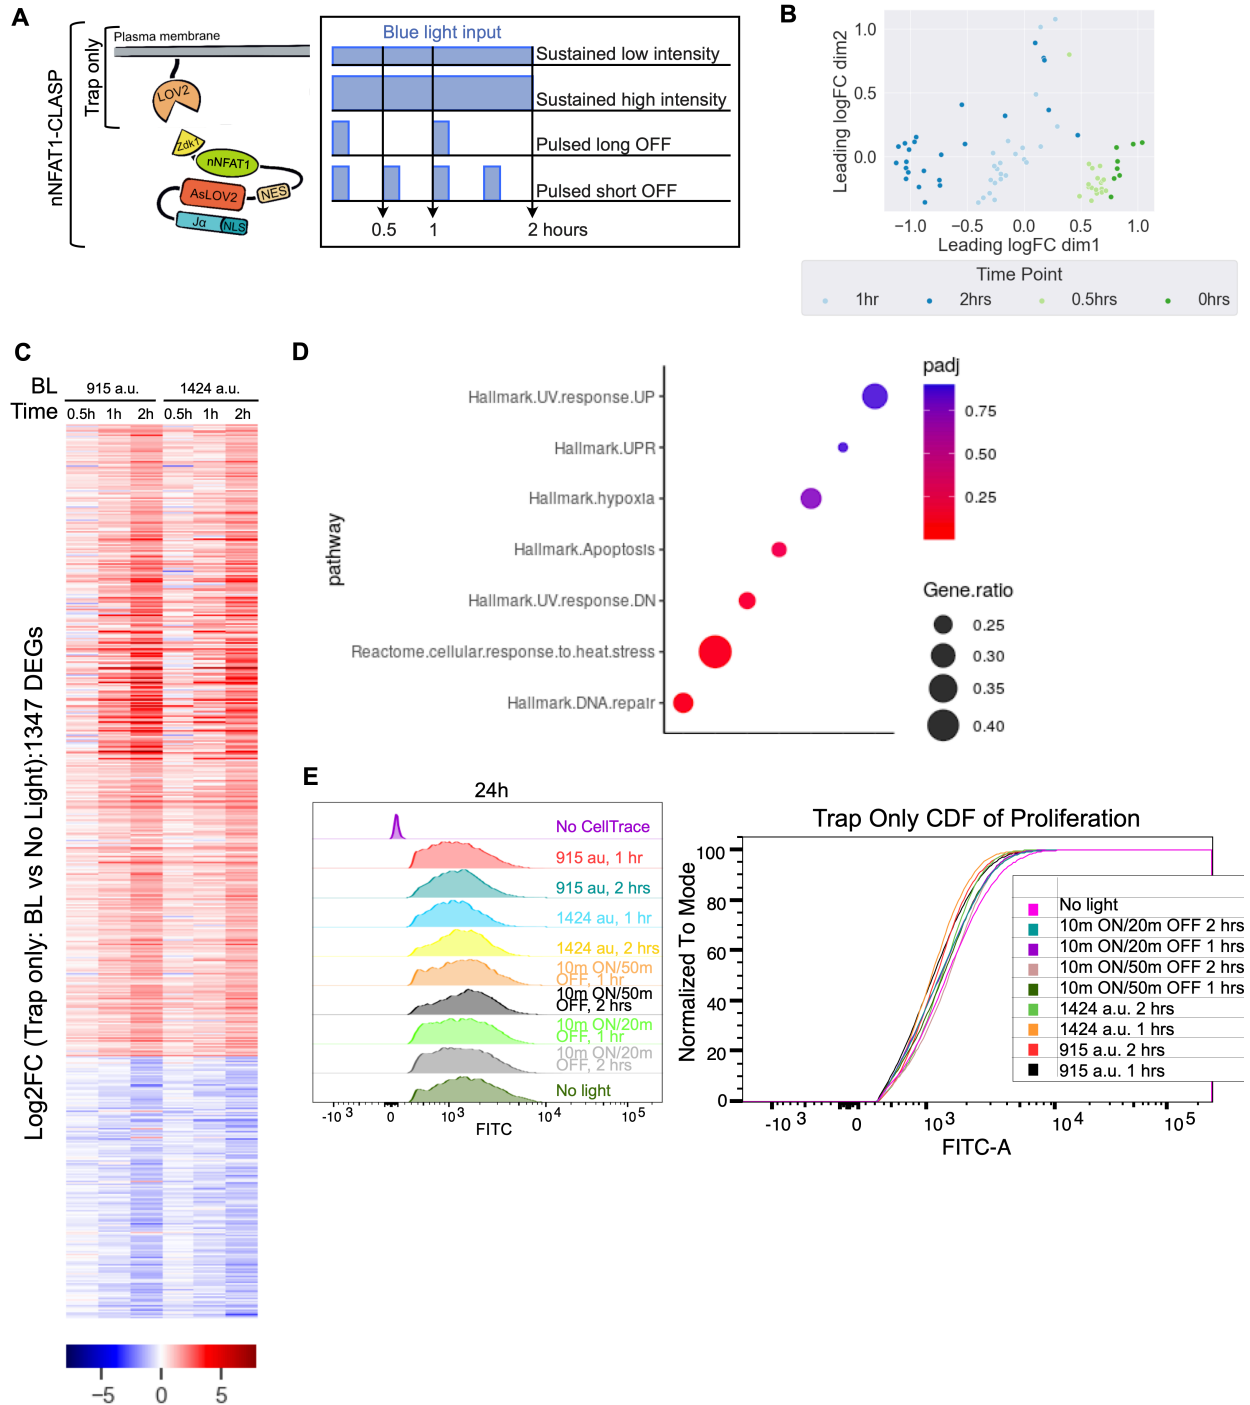 A
nNFAT1-CLASP
Trap only
Plasma membrane
LOV2
Zdk1
nNFAT1
AsLOV2
NES
Jα
NLS
Blue light input
Sustained low intensity
Sustained high intensity
Pulsed long OFF
Pulsed short OFF
0.5 1 2 hours
B
Leading logFC dim2
1.0
0.5
0.0
−1.0 −0.5 0.0 0.5 1.0
Leading logFC dim1
Time Point
1hr 2hrs 0.5hrs 0hrs
C
BL 915 a.u. 1424 a.u.
Time 0.5h 1h 2h 0.5h 1h 2h
Log2FC (Trap only: BL vs No Light):1347 DEGs
−5 0 5
D
pathway
Hallmark.UV.response.UP
Hallmark.UPR
Hallmark.hypoxia
Hallmark.Apoptosis
Hallmark.UV.response.DN
Reactome.cellular.response.to.heat.stress
Hallmark.DNA.repair
padj
0.75
0.50
0.25
Gene.ratio
0.25
0.30
0.35
0.40
E
24h
No CellTrace
915 au, 1 hr
915 au, 2 hrs
1424 au, 1 hr
1424 au, 2 hrs
10m ON/50m
OFF, 1 hr
10m ON/50m
OFF, 2 hrs
10m ON/20m
OFF, 1 hr
10m ON/20m
OFF, 2 hrs
No light
-10 3 0 10 3 10 4 10 5
FITC
Trap Only CDF of Proliferation
Normalized To Mode
100
80
60
40
20
0
No light
10m ON/20m OFF 2 hrs
10m ON/20m OFF 1 hrs
10m ON/50m OFF 2 hrs
10m ON/50m OFF 1 hrs
1424 a.u. 2 hrs
1424 a.u. 1 hrs
915 a.u. 2 hrs
915 a.u. 1 hrs
-10 3 0 10 3 10 4 10 5
FITC-A